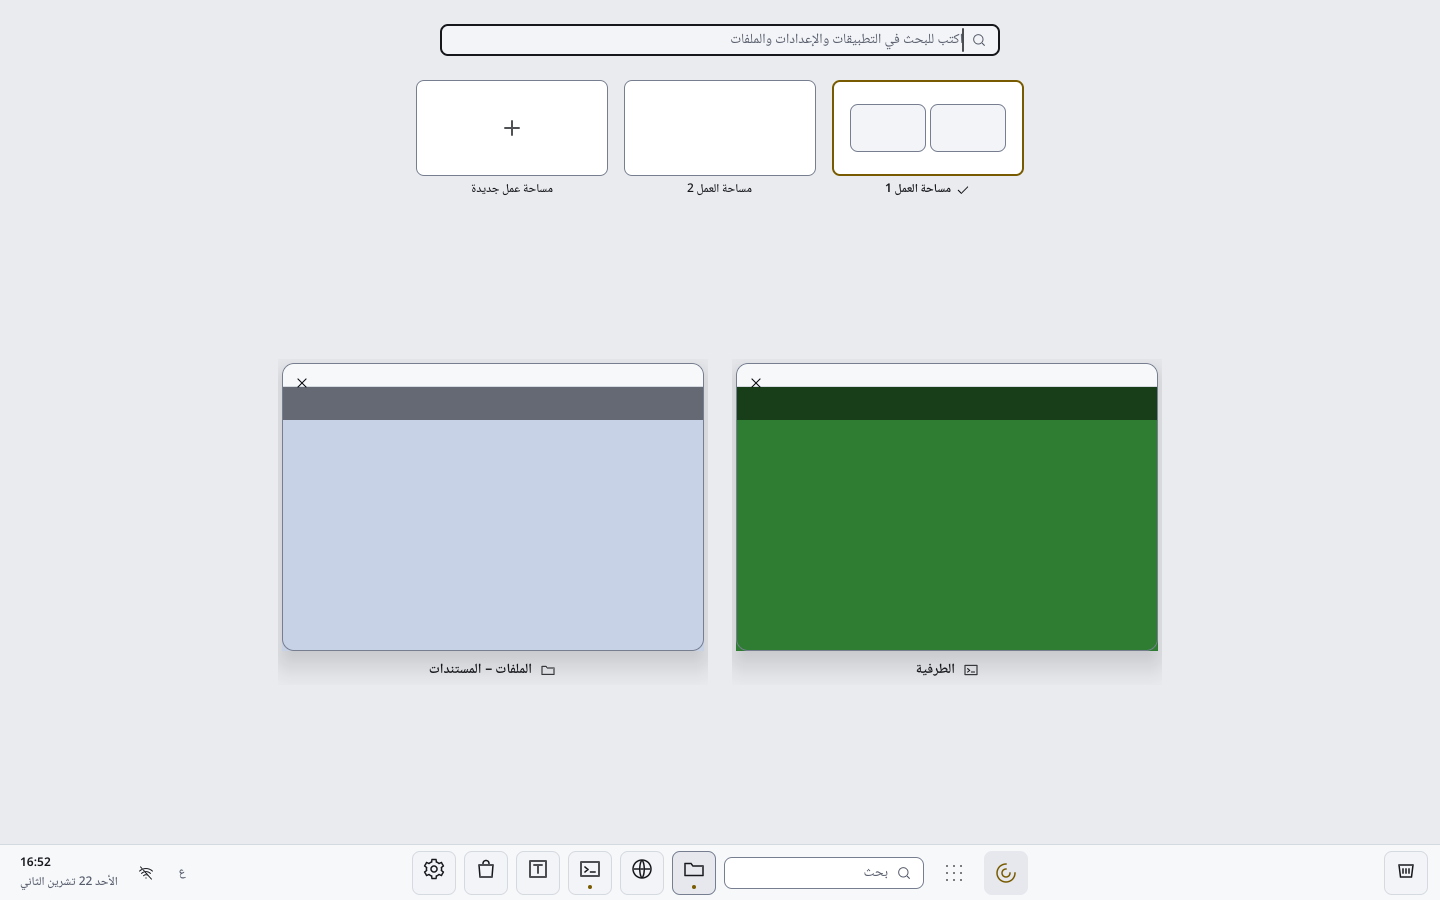 اكتب للبحث في التطبيقات والإعدادات والملفات
مساحة العمل 1
مساحة العمل 2
مساحة عمل جديدة
الطرفية
الملفات – المستندات
بحث
ع
16:52
الأحد 22 تشرين الثاني